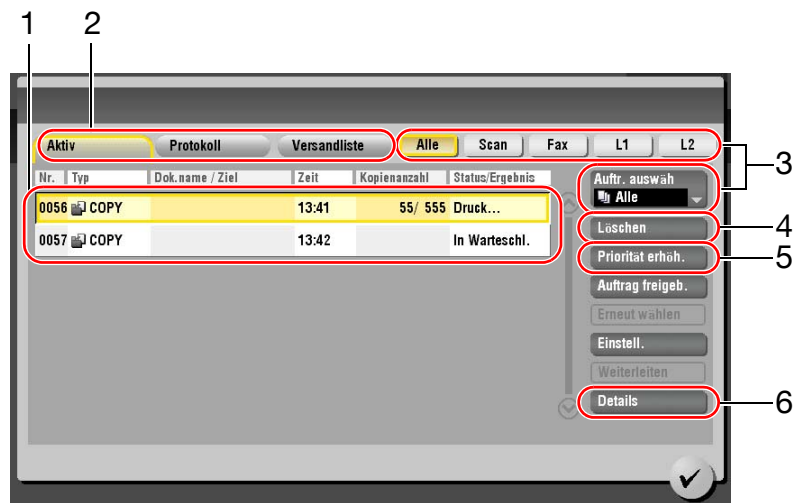 1
2
Aktiv Protokoll Versandliste Alle Scan Fax L1 L2
3
Nr. Typ Dok.name / Ziel Zeit Kopienanzahl Status/Ergebnis
Auftr. auswäh
Alle
0056 COPY 13:41 55/ 555 Druck...
0057 COPY 13:42 In Warteschl.
Löschen
4
Priorität erhöh.
5
Auftrag freigeb.
Erneut wählen
Einstell.
Weiterleiten
Details
6